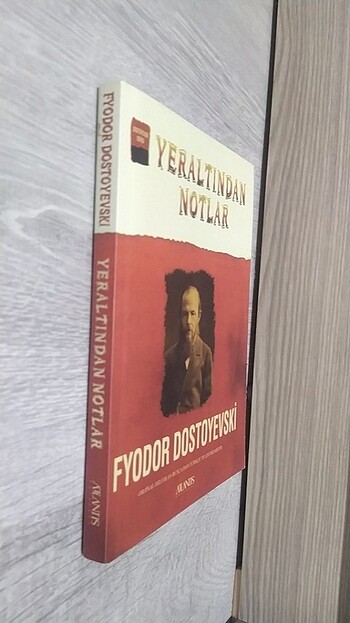 FYODOR DOSTOYEVSKI
YERALTINDAN NOTLAR
YERALTINDAN
NOTLAR
FYODOR DOSTOYEVSKİ